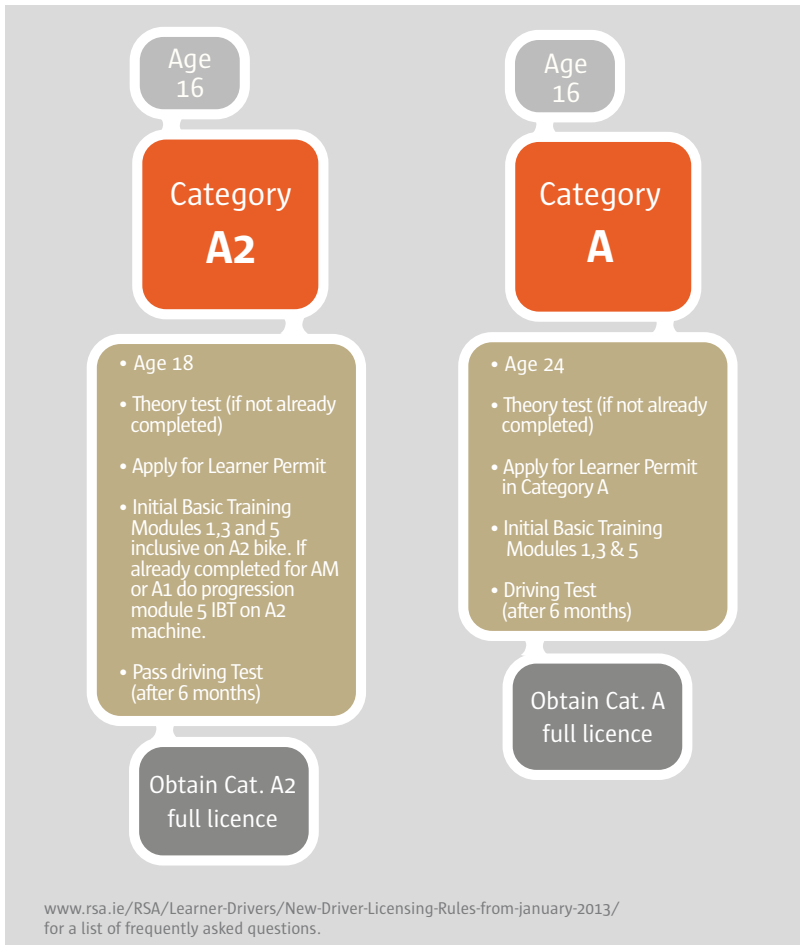 Age
16
Category
A2
• Age 18
• Theory test (if not already
completed)
• Apply for Learner Permit
• Initial Basic Training
Modules 1,3 and 5
inclusive on A2 bike. If
already completed for AM
or A1 do progression
module 5 IBT on A2
machine.
• Pass driving Test
(after 6 months)
Obtain Cat. A2
full licence
Age
16
Category
A
• Age 24
• Theory test (if not already
completed)
• Apply for Learner Permit
in Category A
• Initial Basic Training
Modules 1,3 & 5
• Driving Test
(after 6 months)
Obtain Cat. A
full licence
www.rsa.ie/RSA/Learner-Drivers/New-Driver-Licensing-Rules-from-january-2013/
for a list of frequently asked questions.